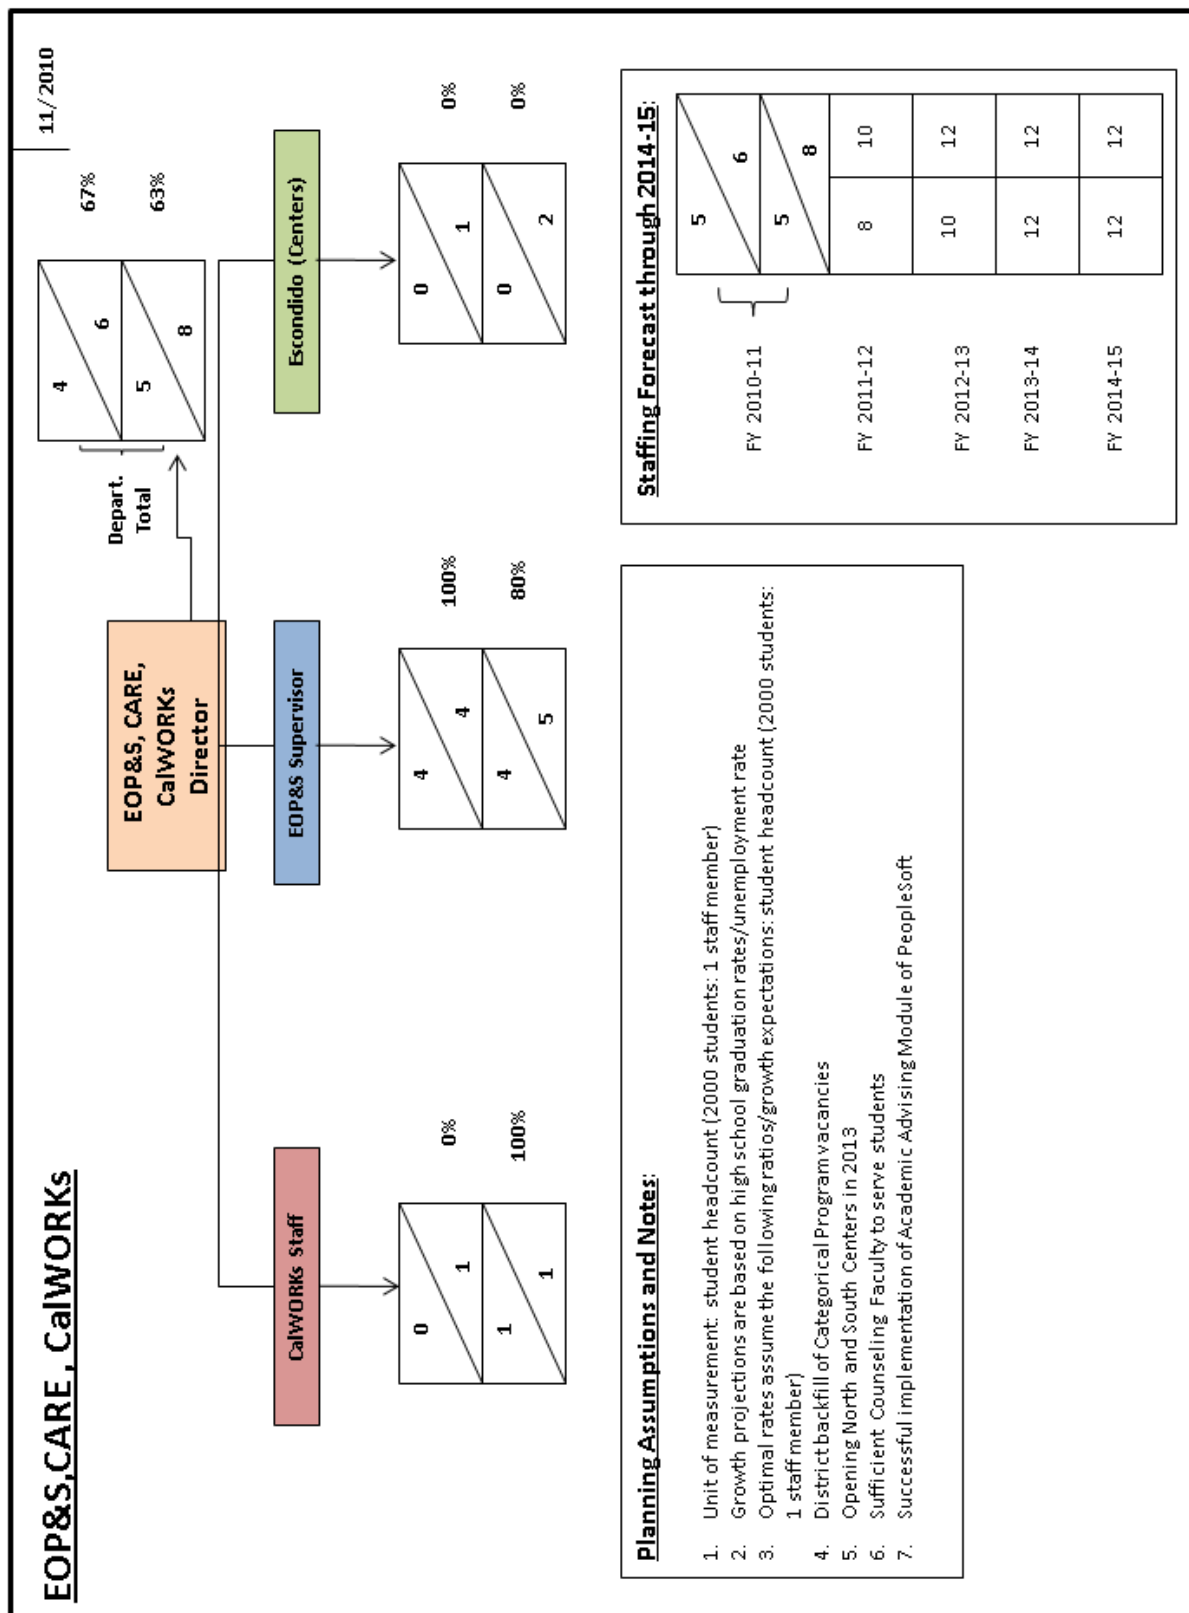 EOP&S,CARE , CalWORKs
11/2010
EOP&S, CARE,
CalWORKs
Director
Depart.
Total
4
6
67%
5
8
63%
CalWORKs Staff
EOP&S Supervisor
Escondido (Centers)
0
1
0%
1
1
100%
4
4
100%
4
5
80%
0
1
0%
0
2
0%
Planning Assumptions and Notes:
1. Unit of measurement: student headcount (2000 students: 1 staff member)
2. Growth projections are based on high school graduation rates/unemployment rate
3. Optimal rates assume the following ratios/growth expectations: student headcount (2000 students:
1 staff member)
4. District backfill of Categorical Program vacancies
5. Opening North and South Centers in 2013
6. Sufficient Counseling Faculty to serve students
7. Successful implementation of Academic Advising Module of PeopleSoft
Staffing Forecast through 2014-15:
FY 2010-11
5
6
5
8
FY 2011-12 8 10
FY 2012-13 10 12
FY 2013-14 12 12
FY 2014-15 12 12